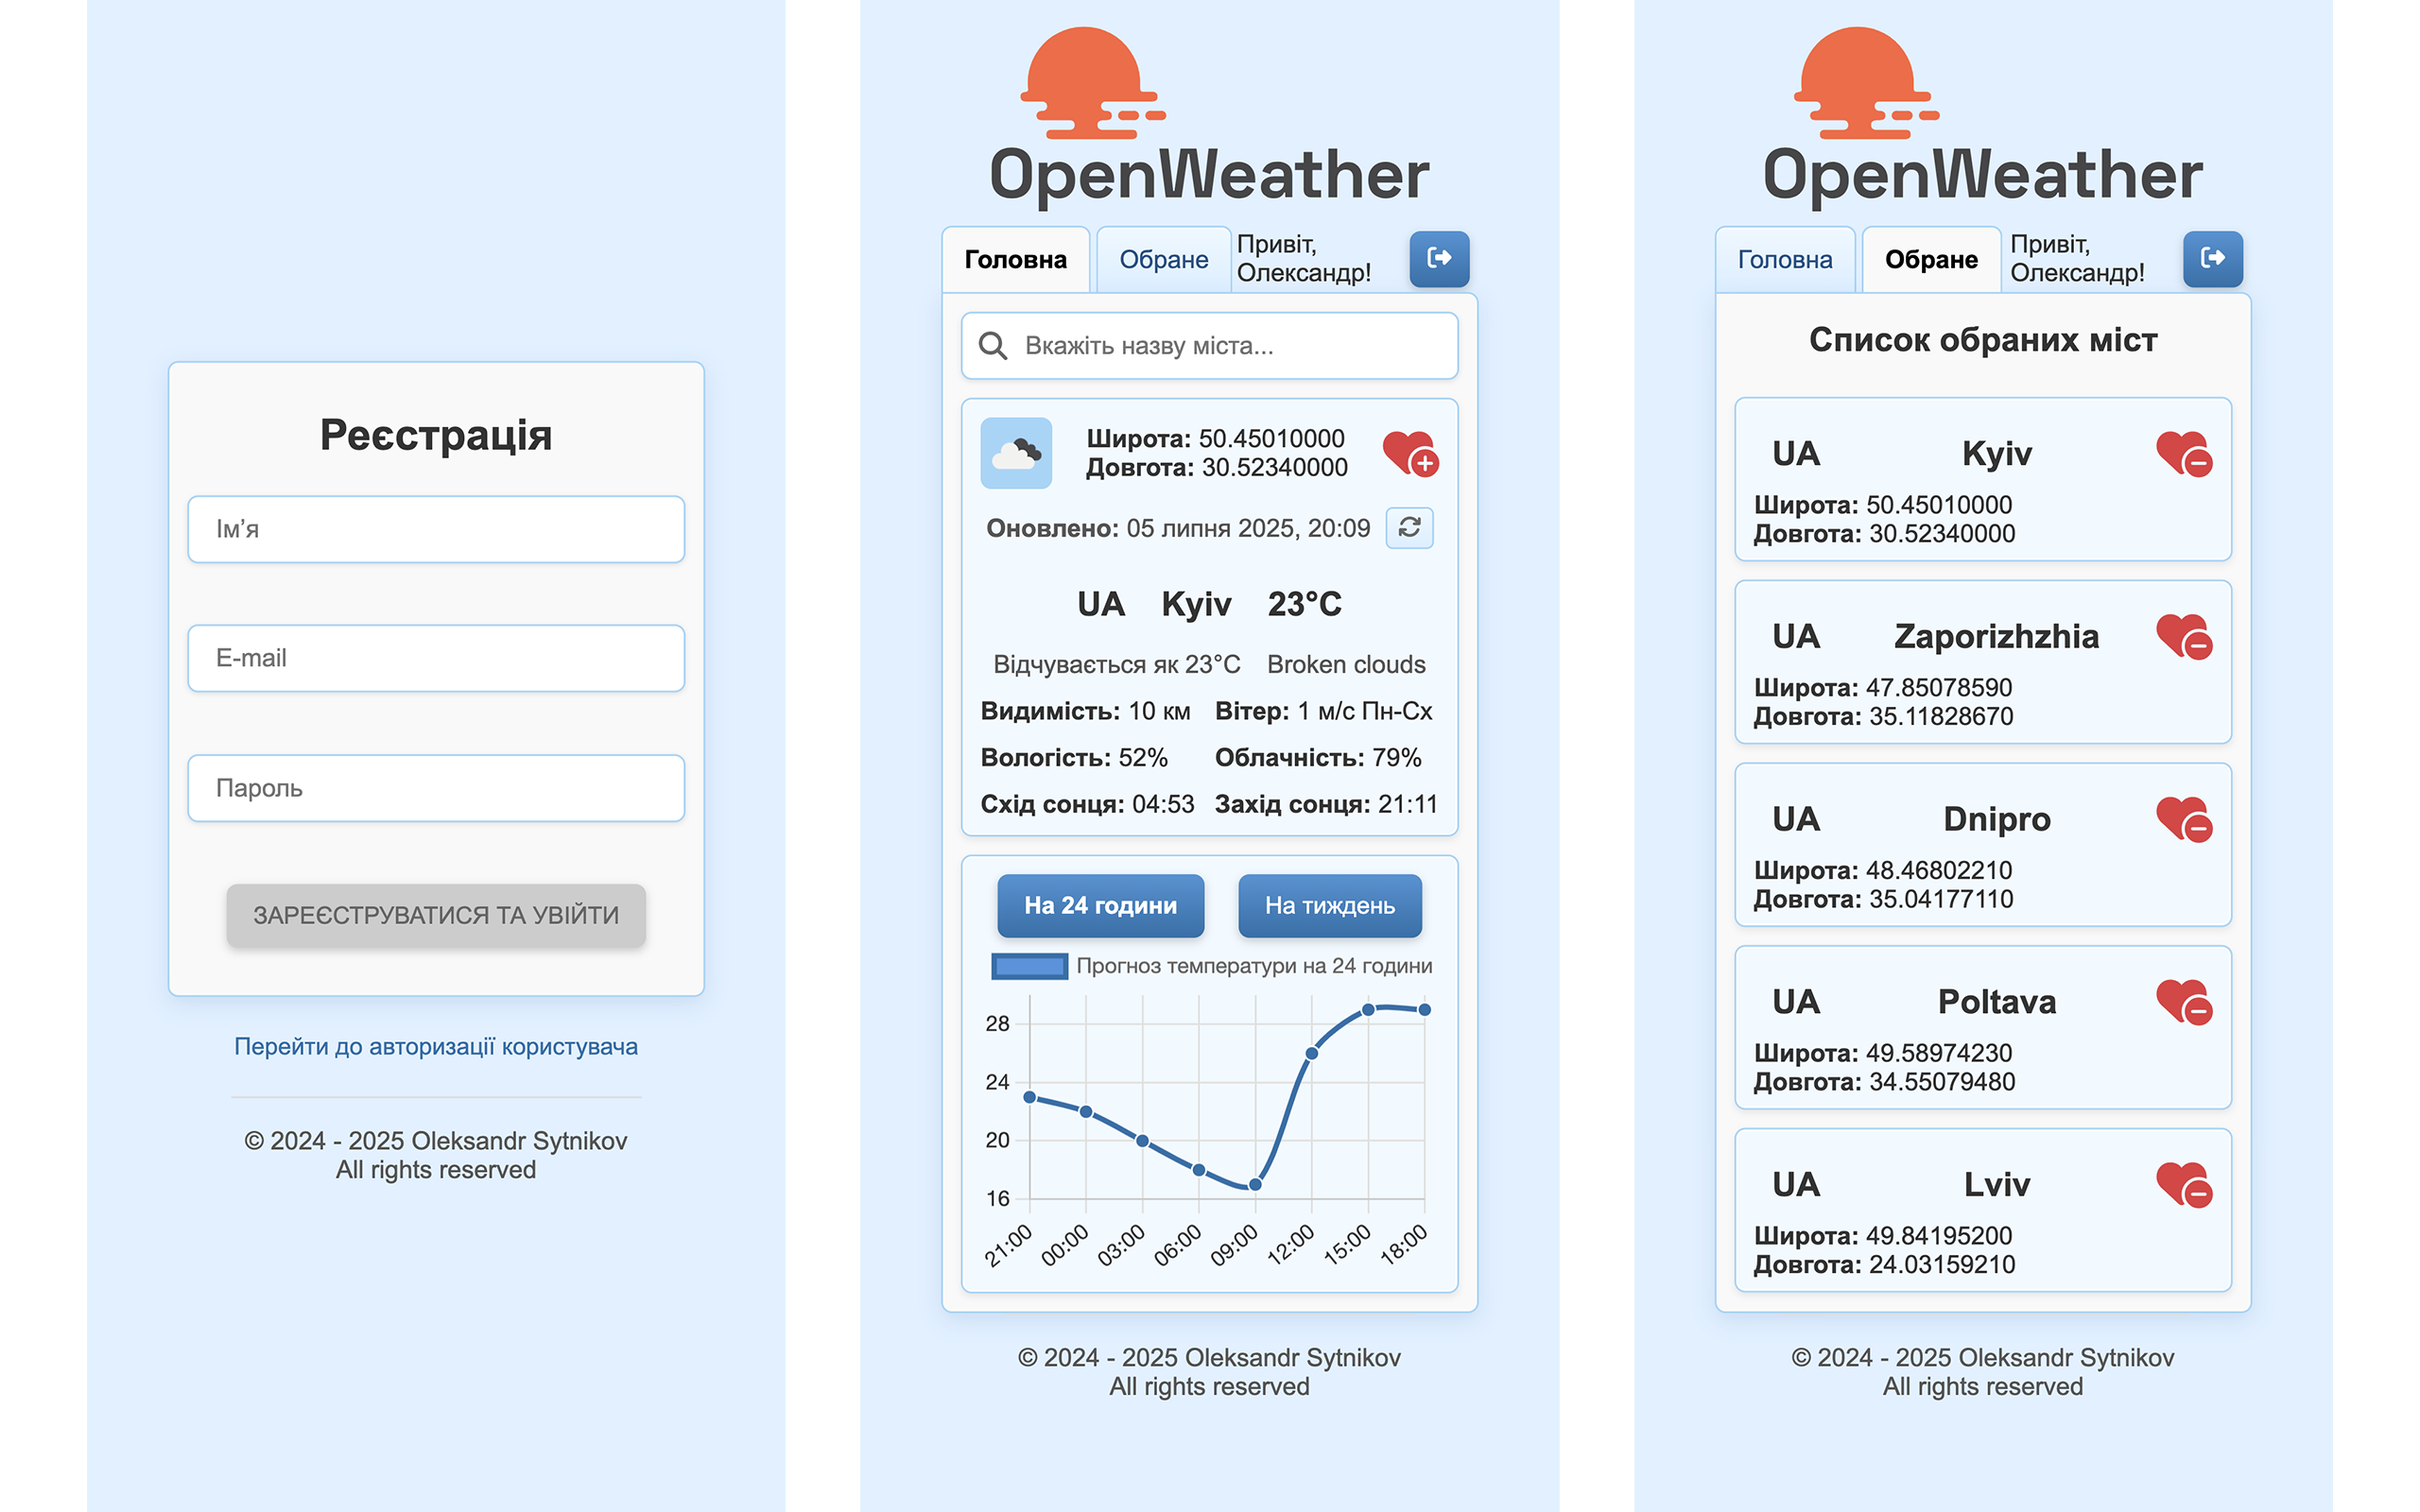 Реєстрація
Ім’я
E-mail
Пароль
ЗАРЕЄСТРУВАТИСЯ ТА УВІЙТИ
Перейти до авторизації користувача
© 2024 - 2025 Oleksandr Sytnikov
All rights reserved
OpenWeather
Головна
Обране
Привіт,
Олександр!
Вкажіть назву міста...
Широта: 50.45010000
Довгота: 30.52340000
Оновлено: 05 липня 2025, 20:09
UA Kyiv 23°C
Відчувається як 23°C Broken clouds
Видимість: 10 км Вітер: 1 м/с Пн-Сх
Вологість: 52% Облачність: 79%
Схід сонця: 04:53 Захід сонця: 21:11
На 24 години На тиждень
Прогноз температури на 24 години
28
24
20
16
21:00 00:00 03:00 06:00 09:00 12:00 15:00 18:00
© 2024 - 2025 Oleksandr Sytnikov
All rights reserved
OpenWeather
Головна
Обране
Привіт,
Олександр!
Список обраних міст
UA Kyiv
Широта: 50.45010000
Довгота: 30.52340000
UA Zaporizhzhia
Широта: 47.85078590
Довгота: 35.11828670
UA Dnipro
Широта: 48.46802210
Довгота: 35.04177110
UA Poltava
Широта: 49.58974230
Довгота: 34.55079480
UA Lviv
Широта: 49.84195200
Довгота: 24.03159210
© 2024 - 2025 Oleksandr Sytnikov
All rights reserved